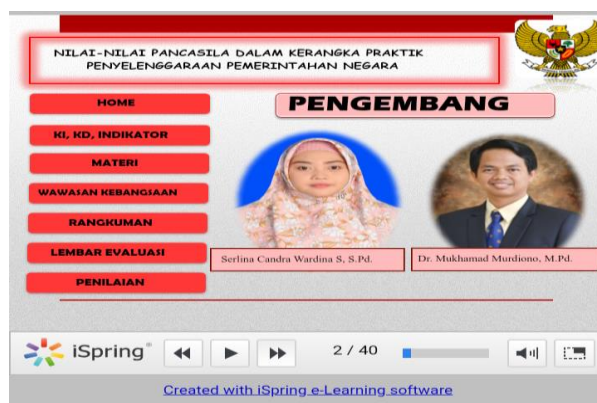 NILAI-NILAI PANCASILA DALAM KERANGKA PRAKTIK
PENYELENGGARAAN PEMERINTAHAN NEGARA
HOME
PENGEMBANG
KI, KD, INDIKATOR
MATERI
WAWASAN KEBANGSAAN
RANGKUMAN
LEMBAR EVALUASI
PENILAIAN
Serlina Candra Wardina S, S.Pd.
Dr. Mukhamad Murdiono, M.Pd.
iSpring®
2 / 40
Created with iSpring e-Learning software